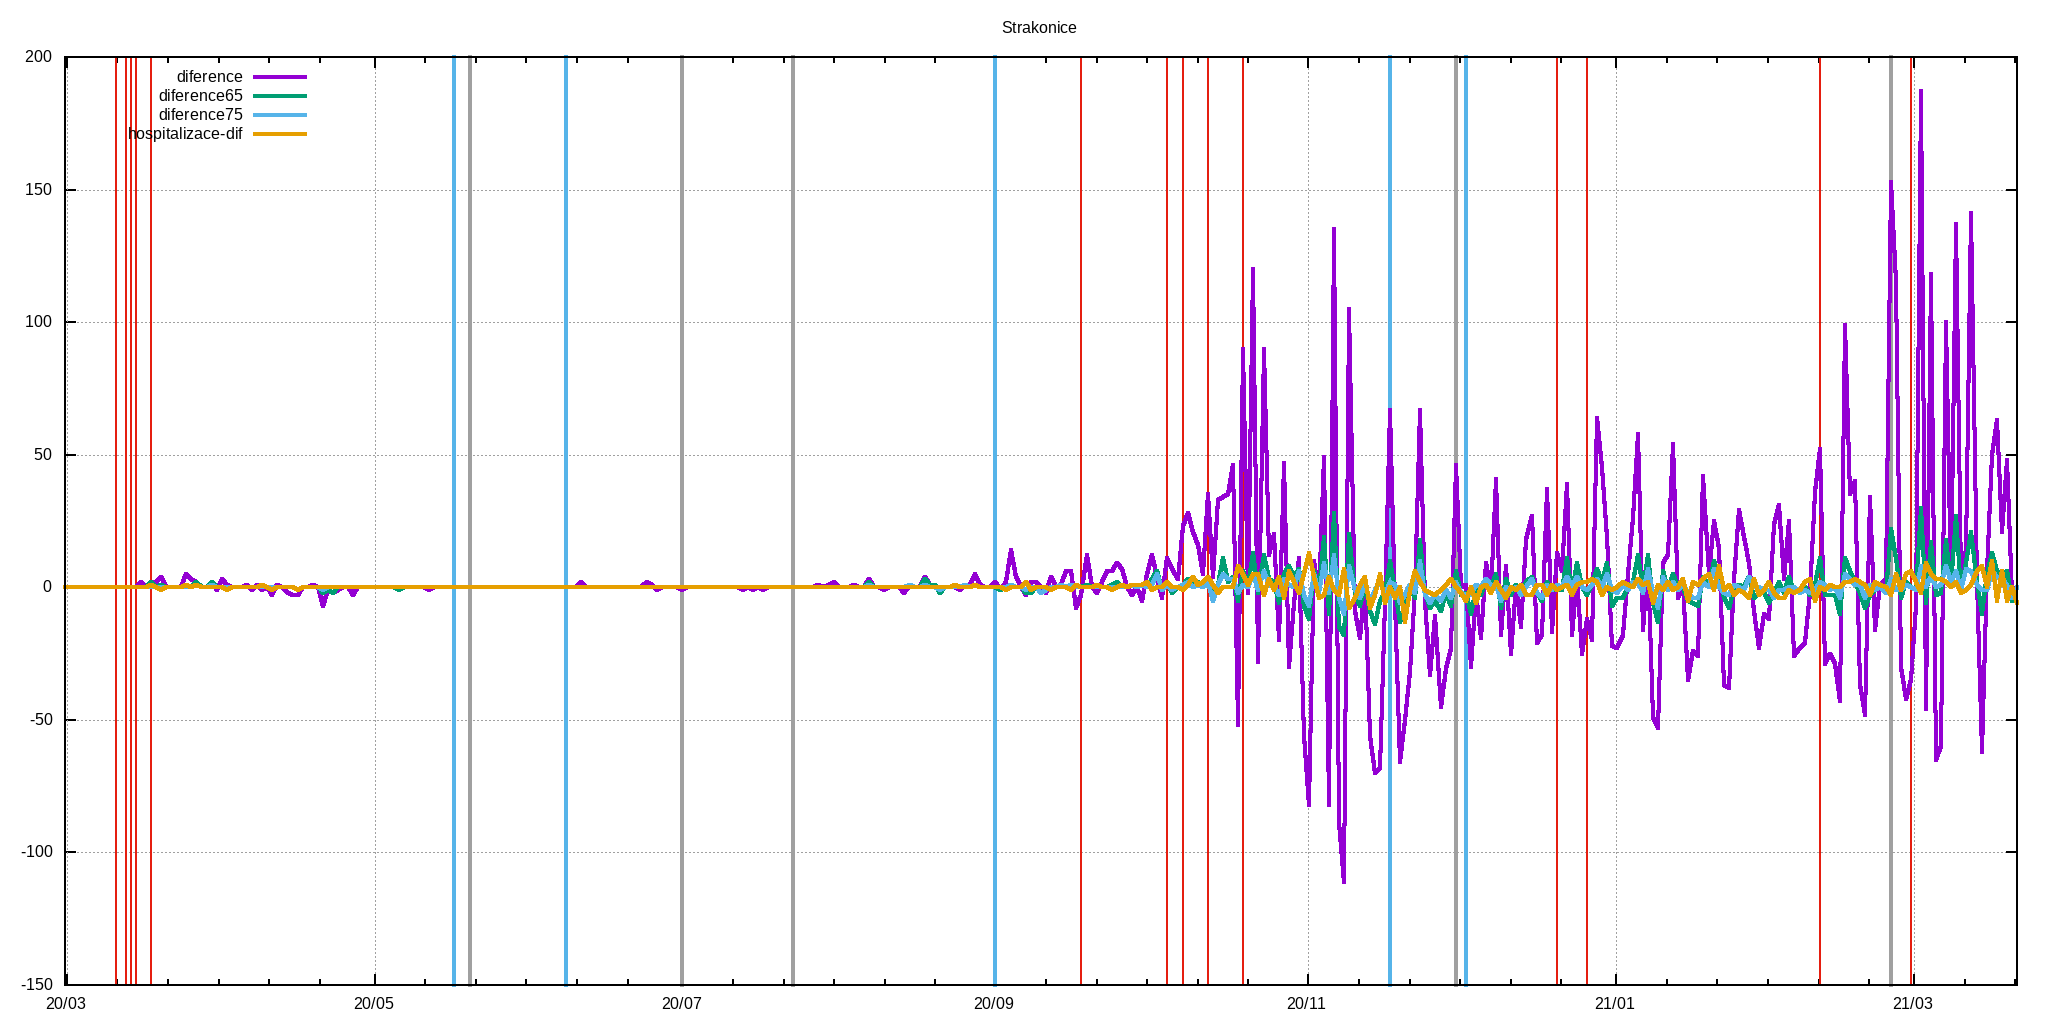 Strakonice
200
150
100
50
0
-50
-100
-150
diference
diference65
diference75
hospitalizace-dif
20/03 20/05 20/07 20/09 20/11 21/01 21/03